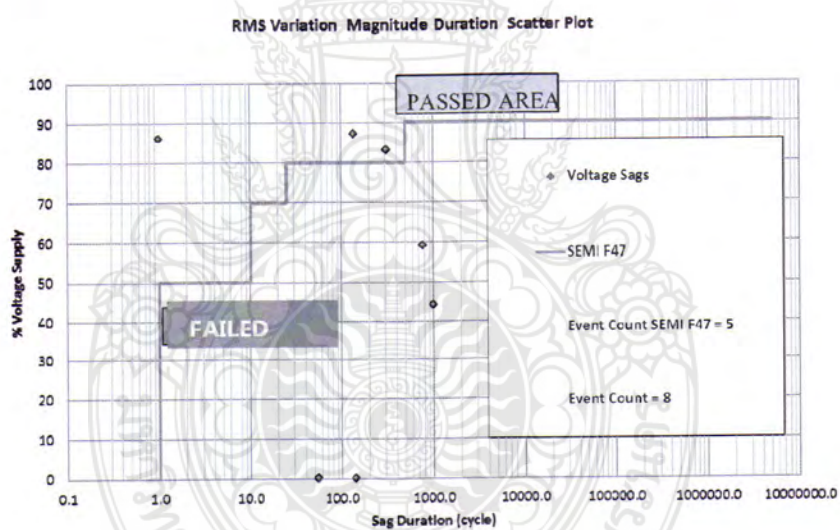 RMS Variation Magnitude Duration Scatter Plot
100
90
80
70
60
50
40
30
20
10
0
% Voltage Supply
PASSED AREA
FAILED
Voltage Sags
SEMI F47
Event Count SEMI F47 = 5
Event Count = 8
0.1 1.0 10.0 100.0 1000.0 10000.0 100000.0 1000000.0 10000000.0
Sag Duration (cycle)